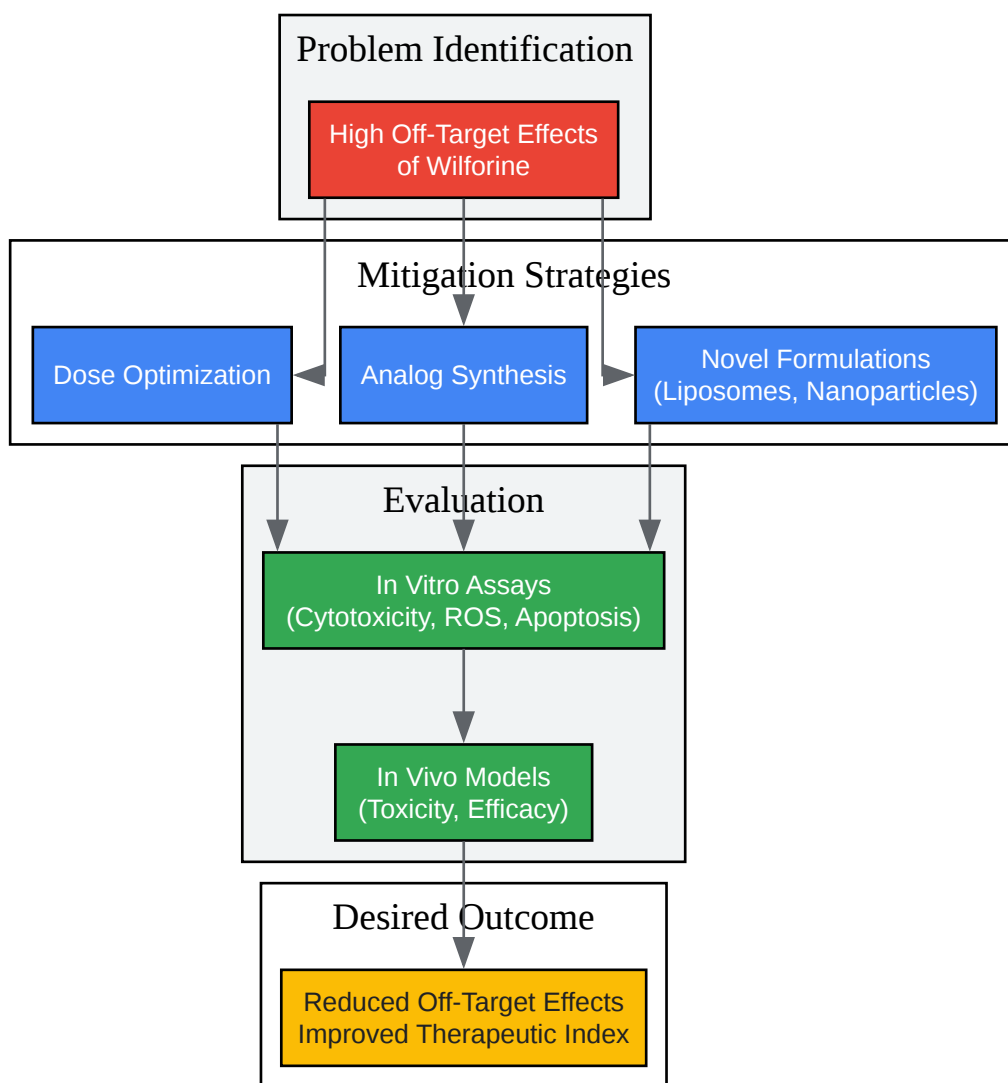 Problem Identification
High Off-Target Effects
of Wilforine
Mitigation Strategies
Dose Optimization
Analog Synthesis
Novel Formulations
(Liposomes, Nanoparticles)
Evaluation
In Vitro Assays
(Cytotoxicity, ROS, Apoptosis)
In Vivo Models
(Toxicity, Efficacy)
Desired Outcome
Reduced Off-Target Effects
Improved Therapeutic Index